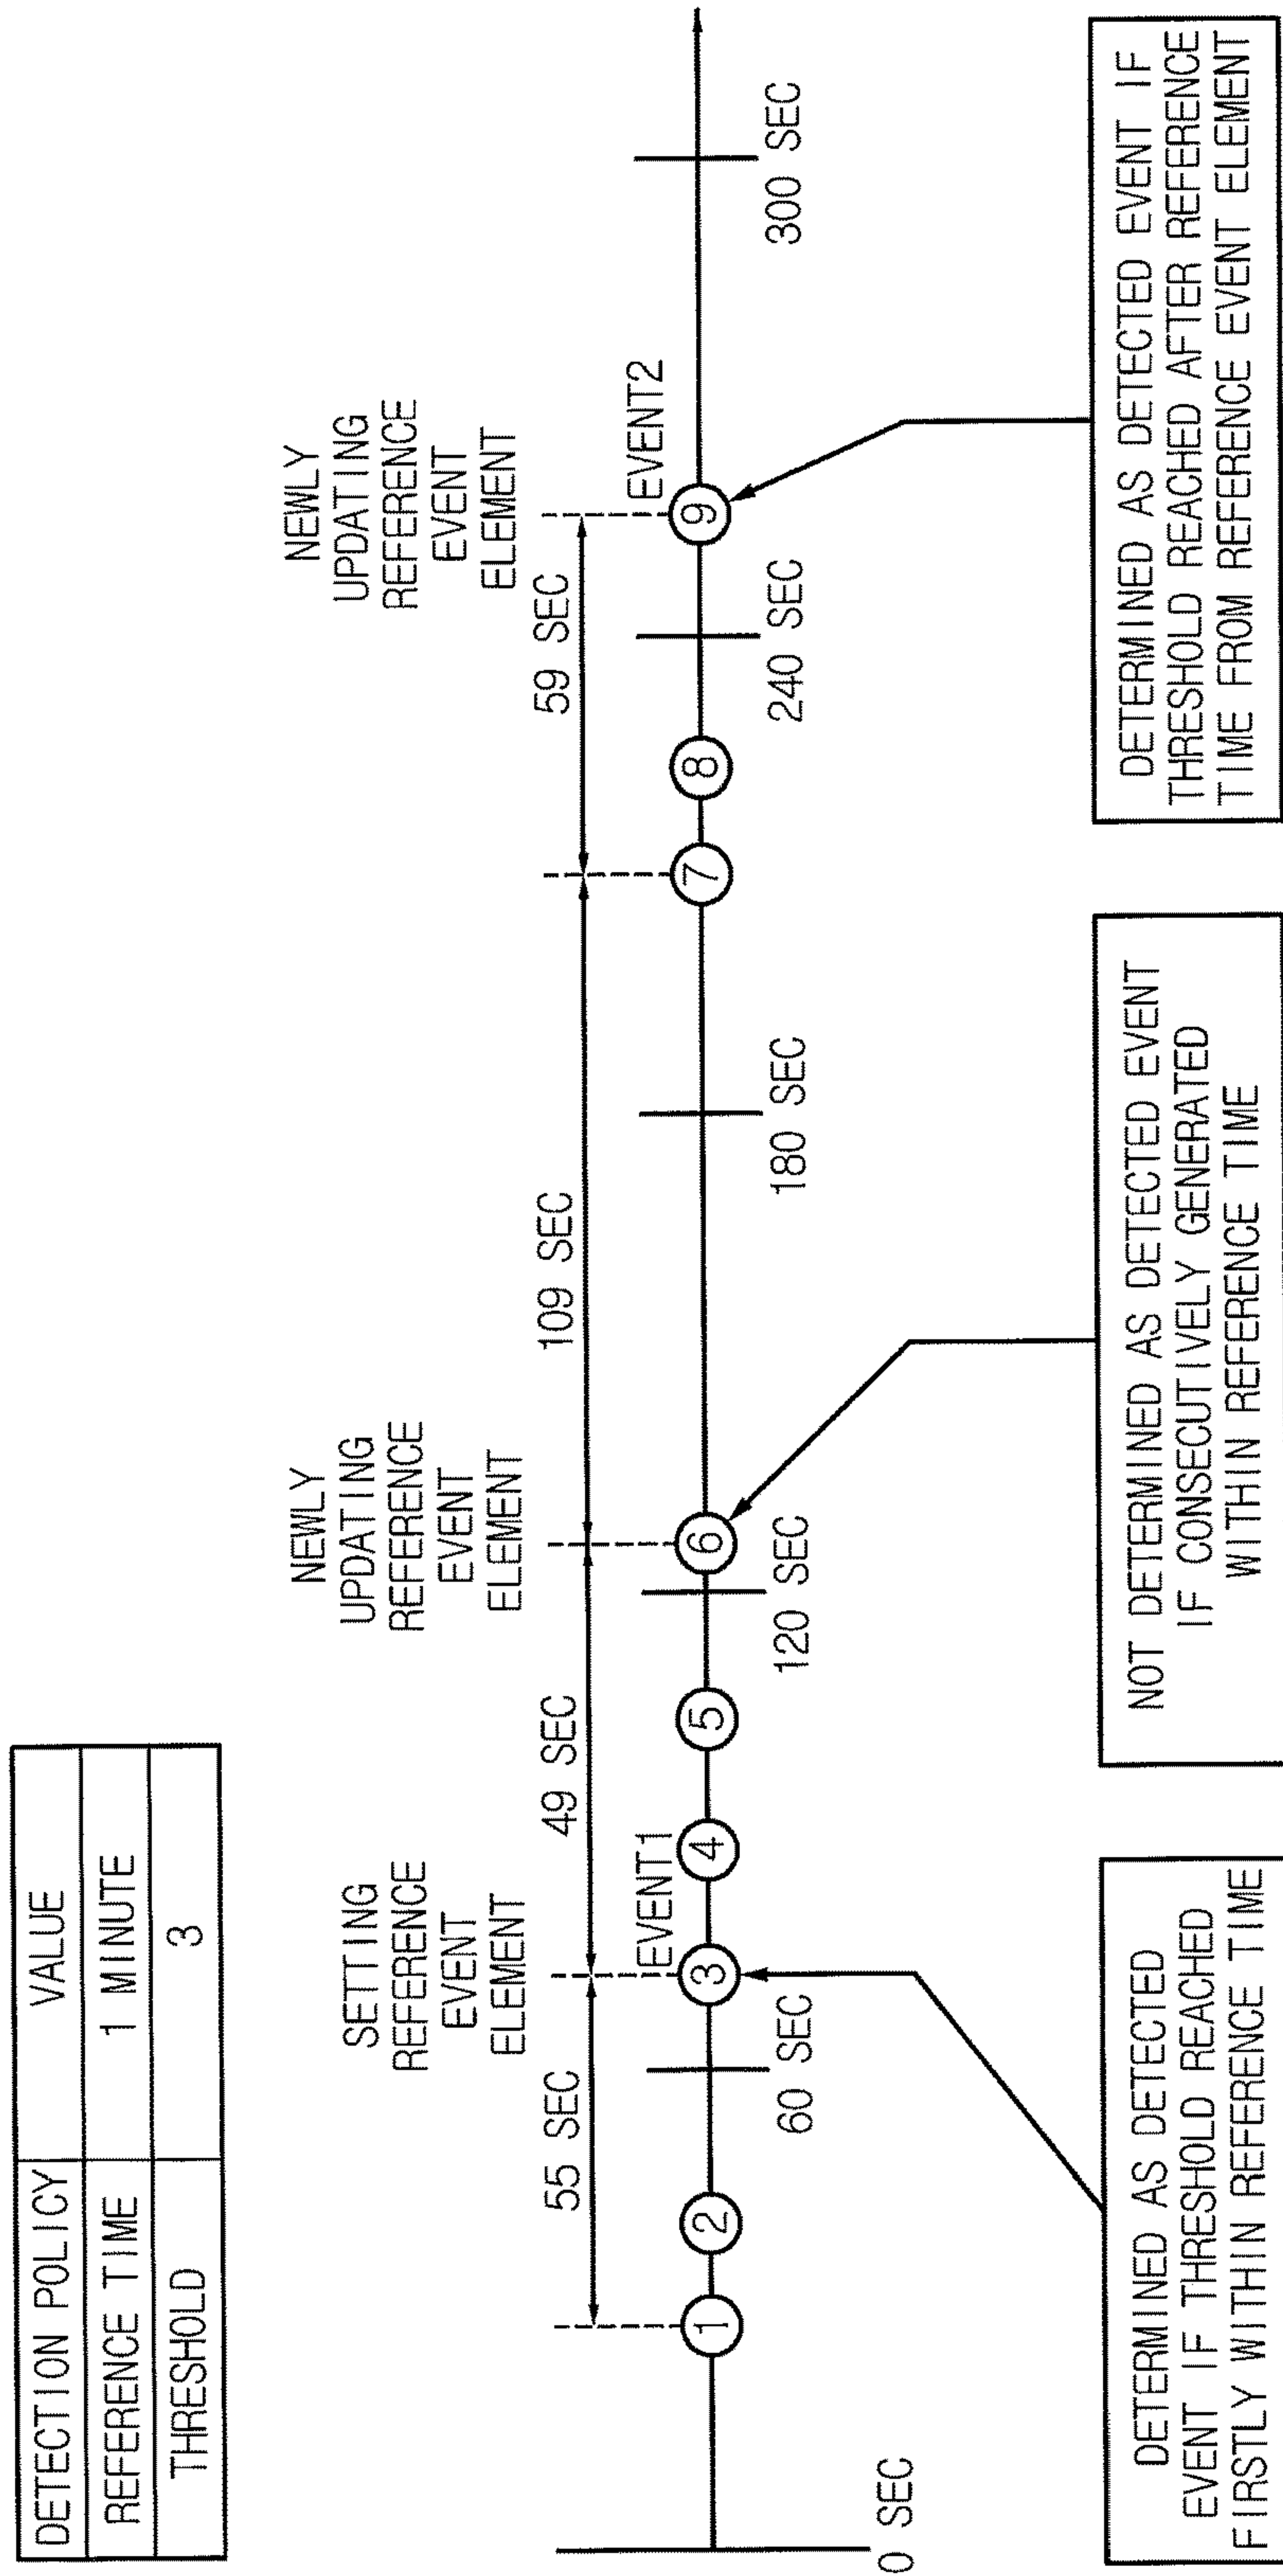 DETECTION POLICY VALUE
REFERENCE TIME 1 MINUTE
THRESHOLD 3
SETTING
REFERENCE
EVENT
ELEMENT
NEWLY
UPDATING
REFERENCE
EVENT
ELEMENT
NEWLY
UPDATING
REFERENCE
EVENT
ELEMENT
55 SEC
49 SEC
109 SEC
59 SEC
EVENT1
EVENT2
1
2
3
4
5
6
7
8
9
0 SEC
60 SEC
120 SEC
180 SEC
240 SEC
300 SEC
DETERMINED AS DETECTED
EVENT IF THRESHOLD REACHED
FIRSTLY WITHIN REFERENCE TIME
NOT DETERMINED AS DETECTED EVENT
IF CONSECUTIVELY GENERATED
WITHIN REFERENCE TIME
DETERMINED AS DETECTED EVENT IF
THRESHOLD REACHED AFTER REFERENCE
TIME FROM REFERENCE EVENT ELEMENT